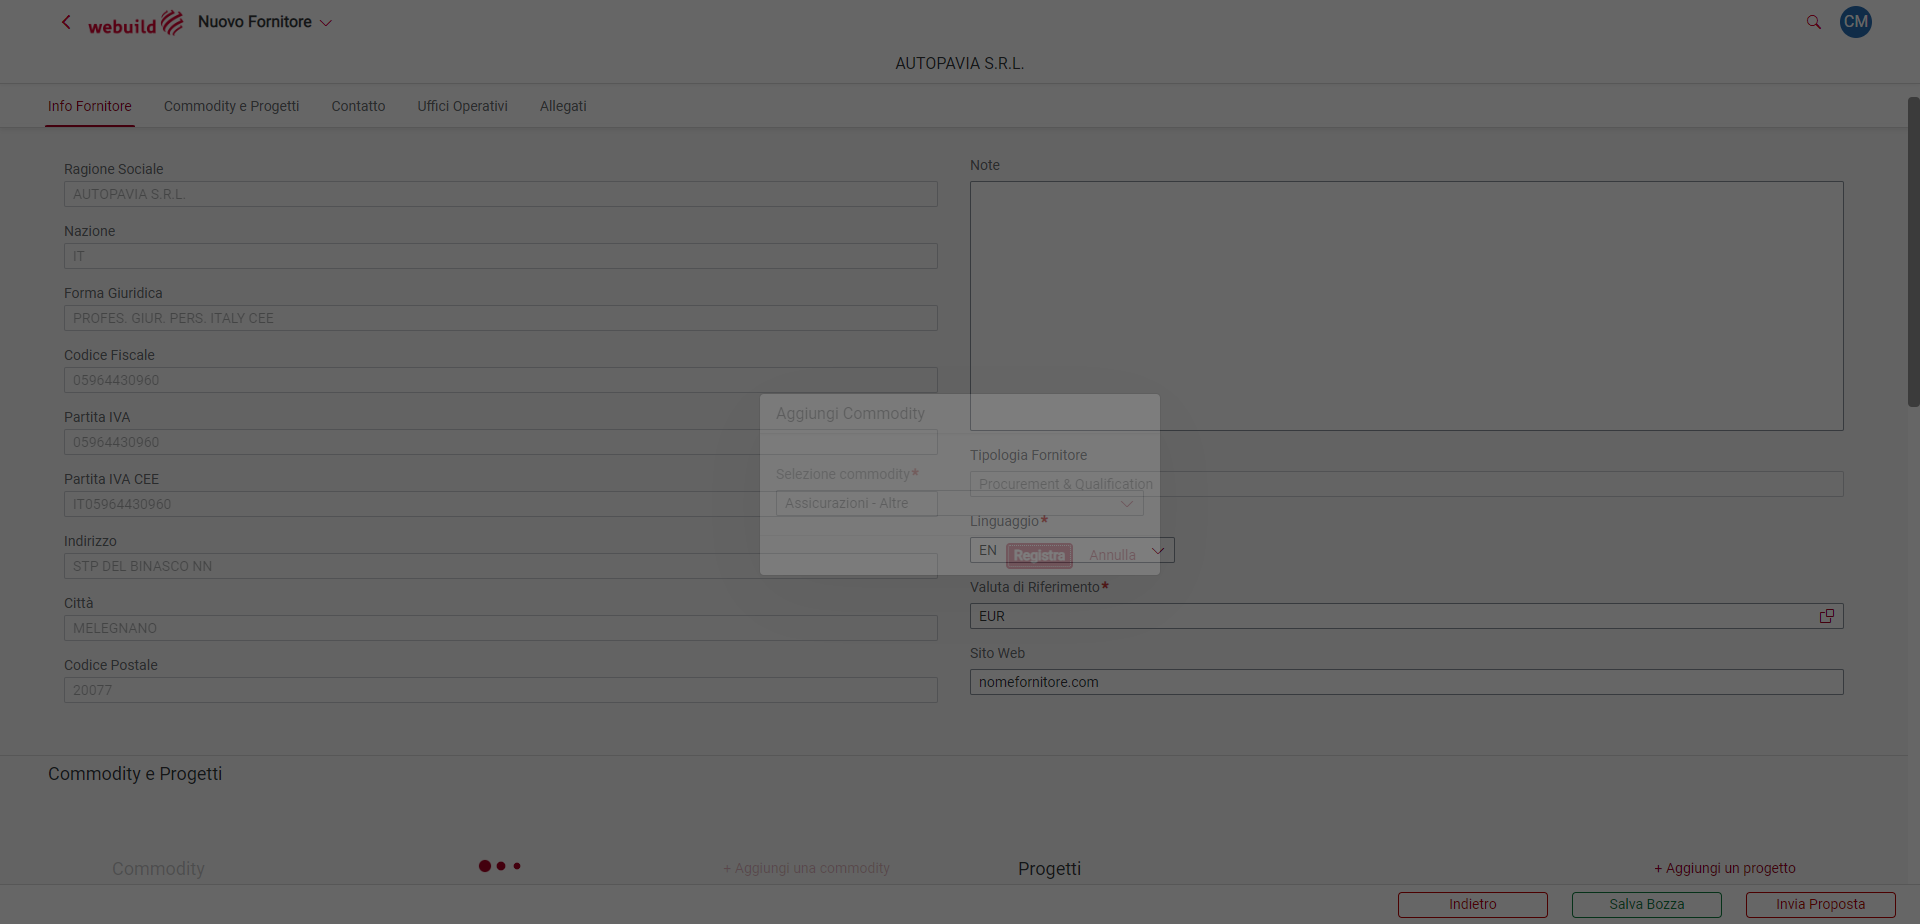 webuild Nuovo Fornitore
CM
AUTOPAVIA S.R.L.
Info Fornitore Commodity e Progetti Contatto Uffici Operativi Allegati
Ragione Sociale
AUTOPAVIA S.R.L.
Nazione
IT
Forma Giuridica
PROFES. GIUR. PERS. ITALY CEE
Codice Fiscale
05964430960
Partita IVA
05964430960
Partita IVA CEE
IT05964430960
Indirizzo
STP DEL BINASCO NN
Città
MELEGNANO
Codice Postale
20077
Note
Tipologia Fornitore
Procurement & Qualification
Linguaggio*
EN
Valuta di Riferimento*
EUR
Sito Web
nomefornitore.com
Aggiungi Commodity
Selezione commodity*
Assicurazioni - Altre
Registra Annulla
Commodity e Progetti
Commodity + Aggiungi una commodity Progetti + Aggiungi un progetto
Indietro Salva Bozza Invia Proposta